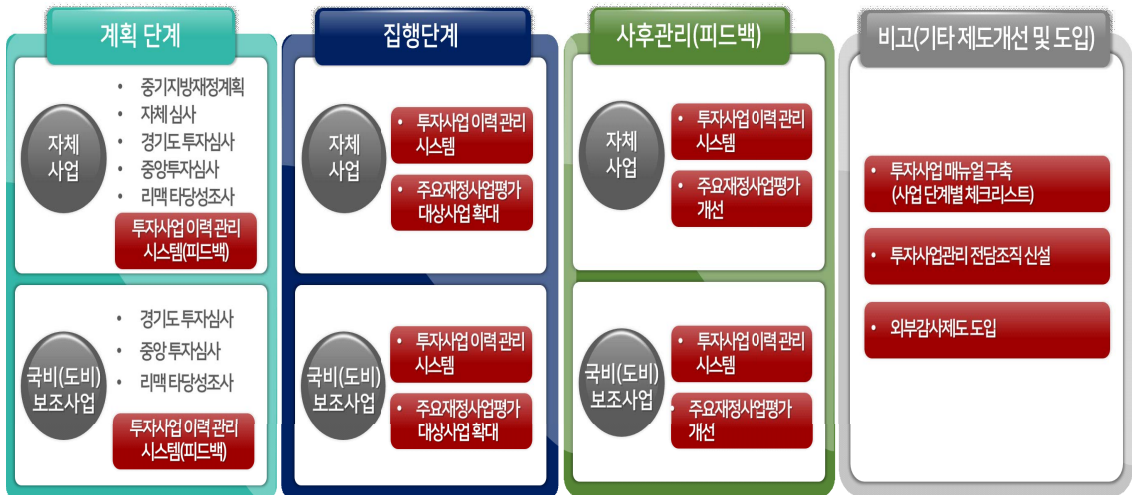 계획 단계
자체
사업
• 중기지방재정계획
• 자체 심사
• 경기도 투자심사
• 중앙투자심사
• 리맥 타당성조사
투자사업 이력 관리
시스템(피드백)
국비(도비)
보조사업
• 경기도 투자심사
• 중앙 투자심사
• 리맥 타당성조사
투자사업 이력 관리
시스템(피드백)
집행단계
자체
사업
• 투자사업 이력 관리
시스템
• 주요재정사업평가
대상사업 확대
국비(도비)
보조사업
• 투자사업 이력 관리
시스템
• 주요재정사업평가
대상사업 확대
사후관리(피드백)
자체
사업
• 투자사업 이력 관리
시스템
• 주요재정사업평가
개선
국비(도비)
보조사업
• 투자사업 이력 관리
시스템
• 주요재정사업평가
개선
비고(기타 제도개선 및 도입)
• 투자사업 매뉴얼 구축
(사업 단계별 체크리스트)
• 투자사업관리 전담조직 신설
• 외부감사제도 도입